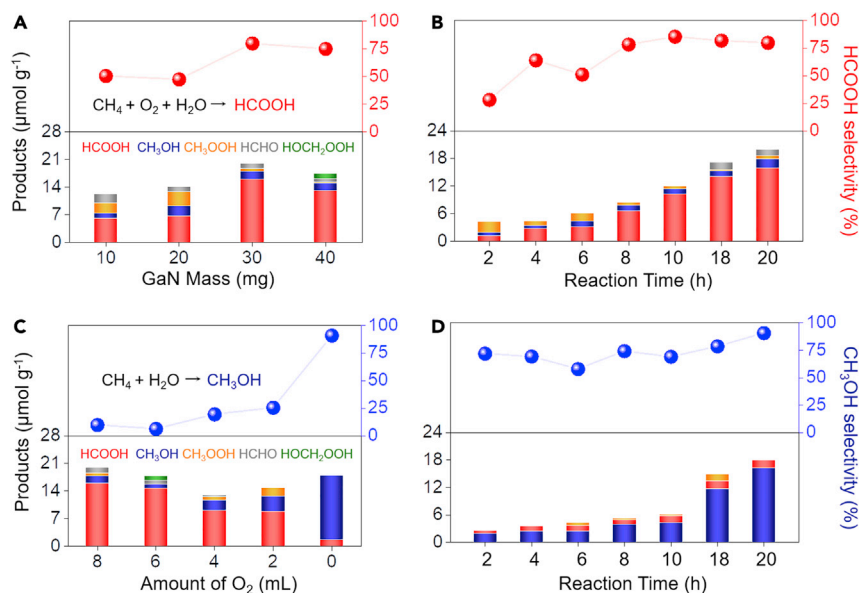 A
Products (μmol g⁻¹)
CH₄ + O₂ + H₂O → HCOOH
100
75
50
25
0
28
21
14
7
0
HCOOH CH₃OH CH₃OOH HCHO HOCH₂OOH
10 20 30 40
GaN Mass (mg)
B
100
75
50
25
0
HCOOH selectivity (%)
24
18
12
6
0
2 4 6 8 10 18 20
Reaction Time (h)
C
Products (μmol g⁻¹)
CH₄ + H₂O → CH₃OH
100
75
50
25
0
28
21
14
7
0
HCOOH CH₃OH CH₃OOH HCHO HOCH₂OOH
8 6 4 2 0
Amount of O₂ (mL)
D
100
75
50
25
0
CH₃OH selectivity (%)
24
18
12
6
0
2 4 6 8 10 18 20
Reaction Time (h)